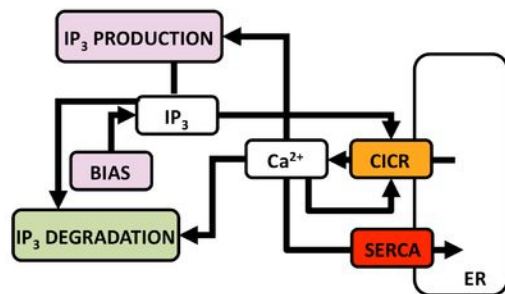 IP₃ PRODUCTION
IP₃
BIAS
Ca²⁺
CICR
IP₃ DEGRADATION
SERCA
ER